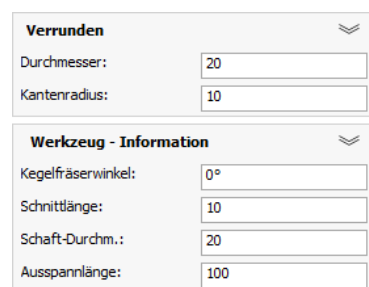 Verrunden
Durchmesser: 20
Kantenradius: 10
Werkzeug - Information
Kegelfräserwinkel: 0°
Schnittlänge: 10
Schaft-Durchm.: 20
Ausspannlänge: 100